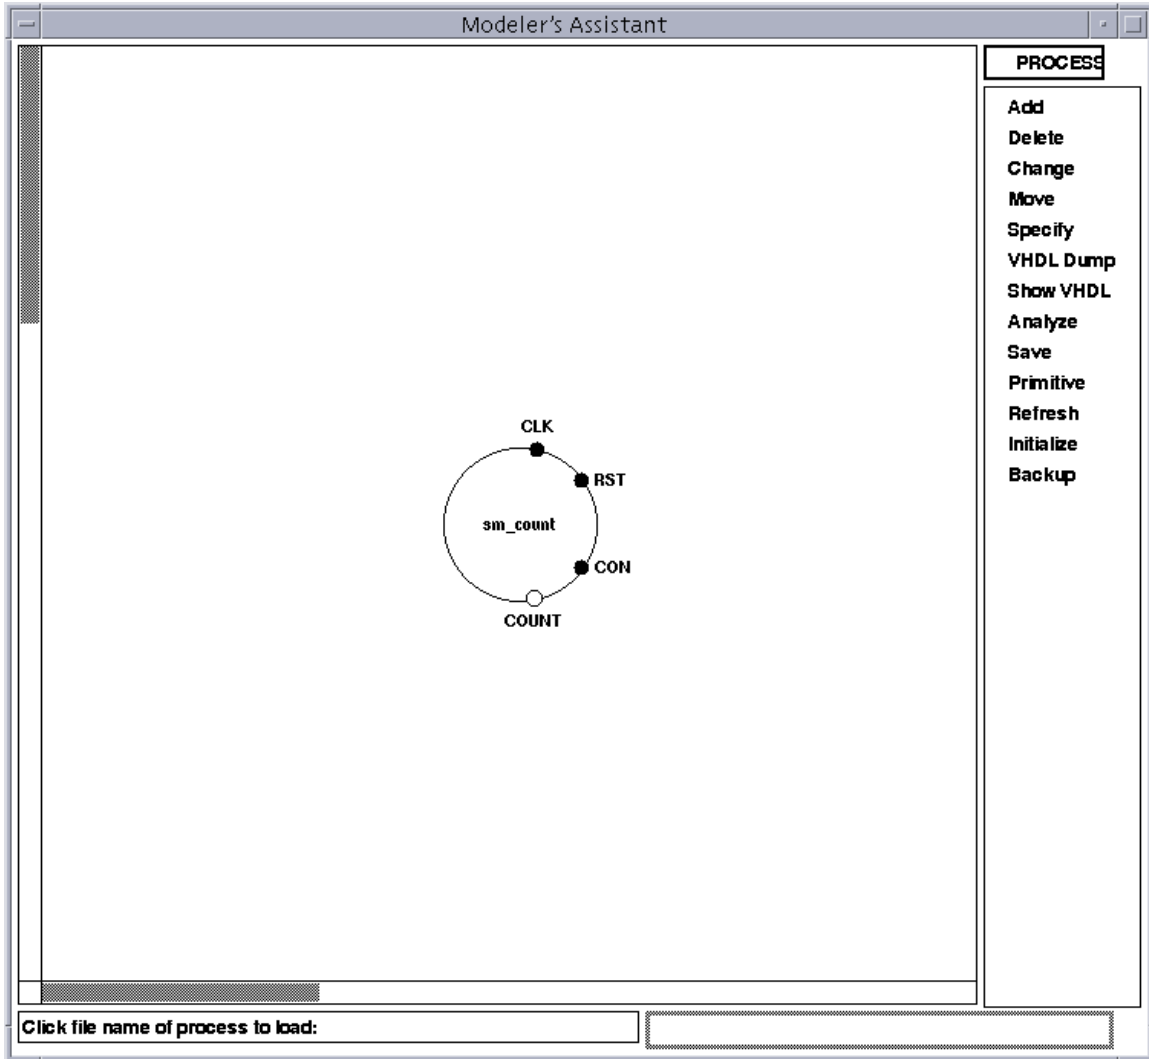 Modeler's Assistant
PROCESS
Add
Delete
Change
Move
Specify
VHDL Dump
Show VHDL
Analyze
Save
Primitive
Refresh
Initialize
Backup
CLK
RST
sm_count
CON
COUNT
Click file name of process to load: